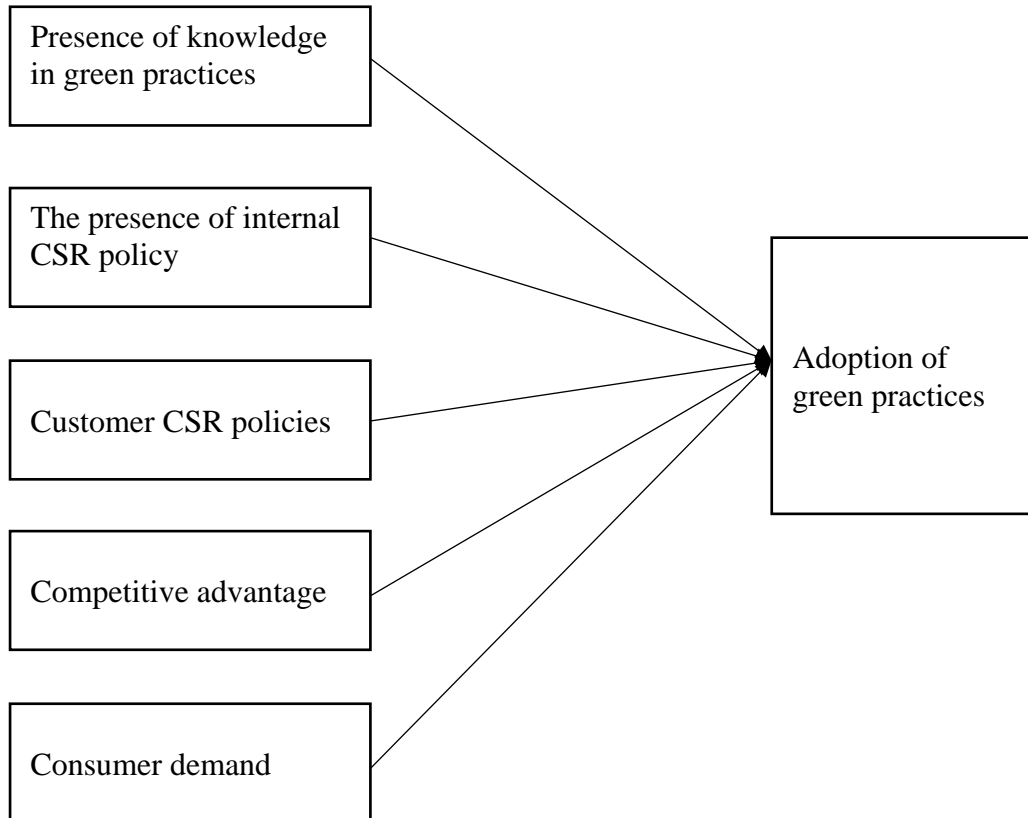 Presence of knowledge
in green practices
The presence of internal
CSR policy
Customer CSR policies
Competitive advantage
Consumer demand
Adoption of
green practices